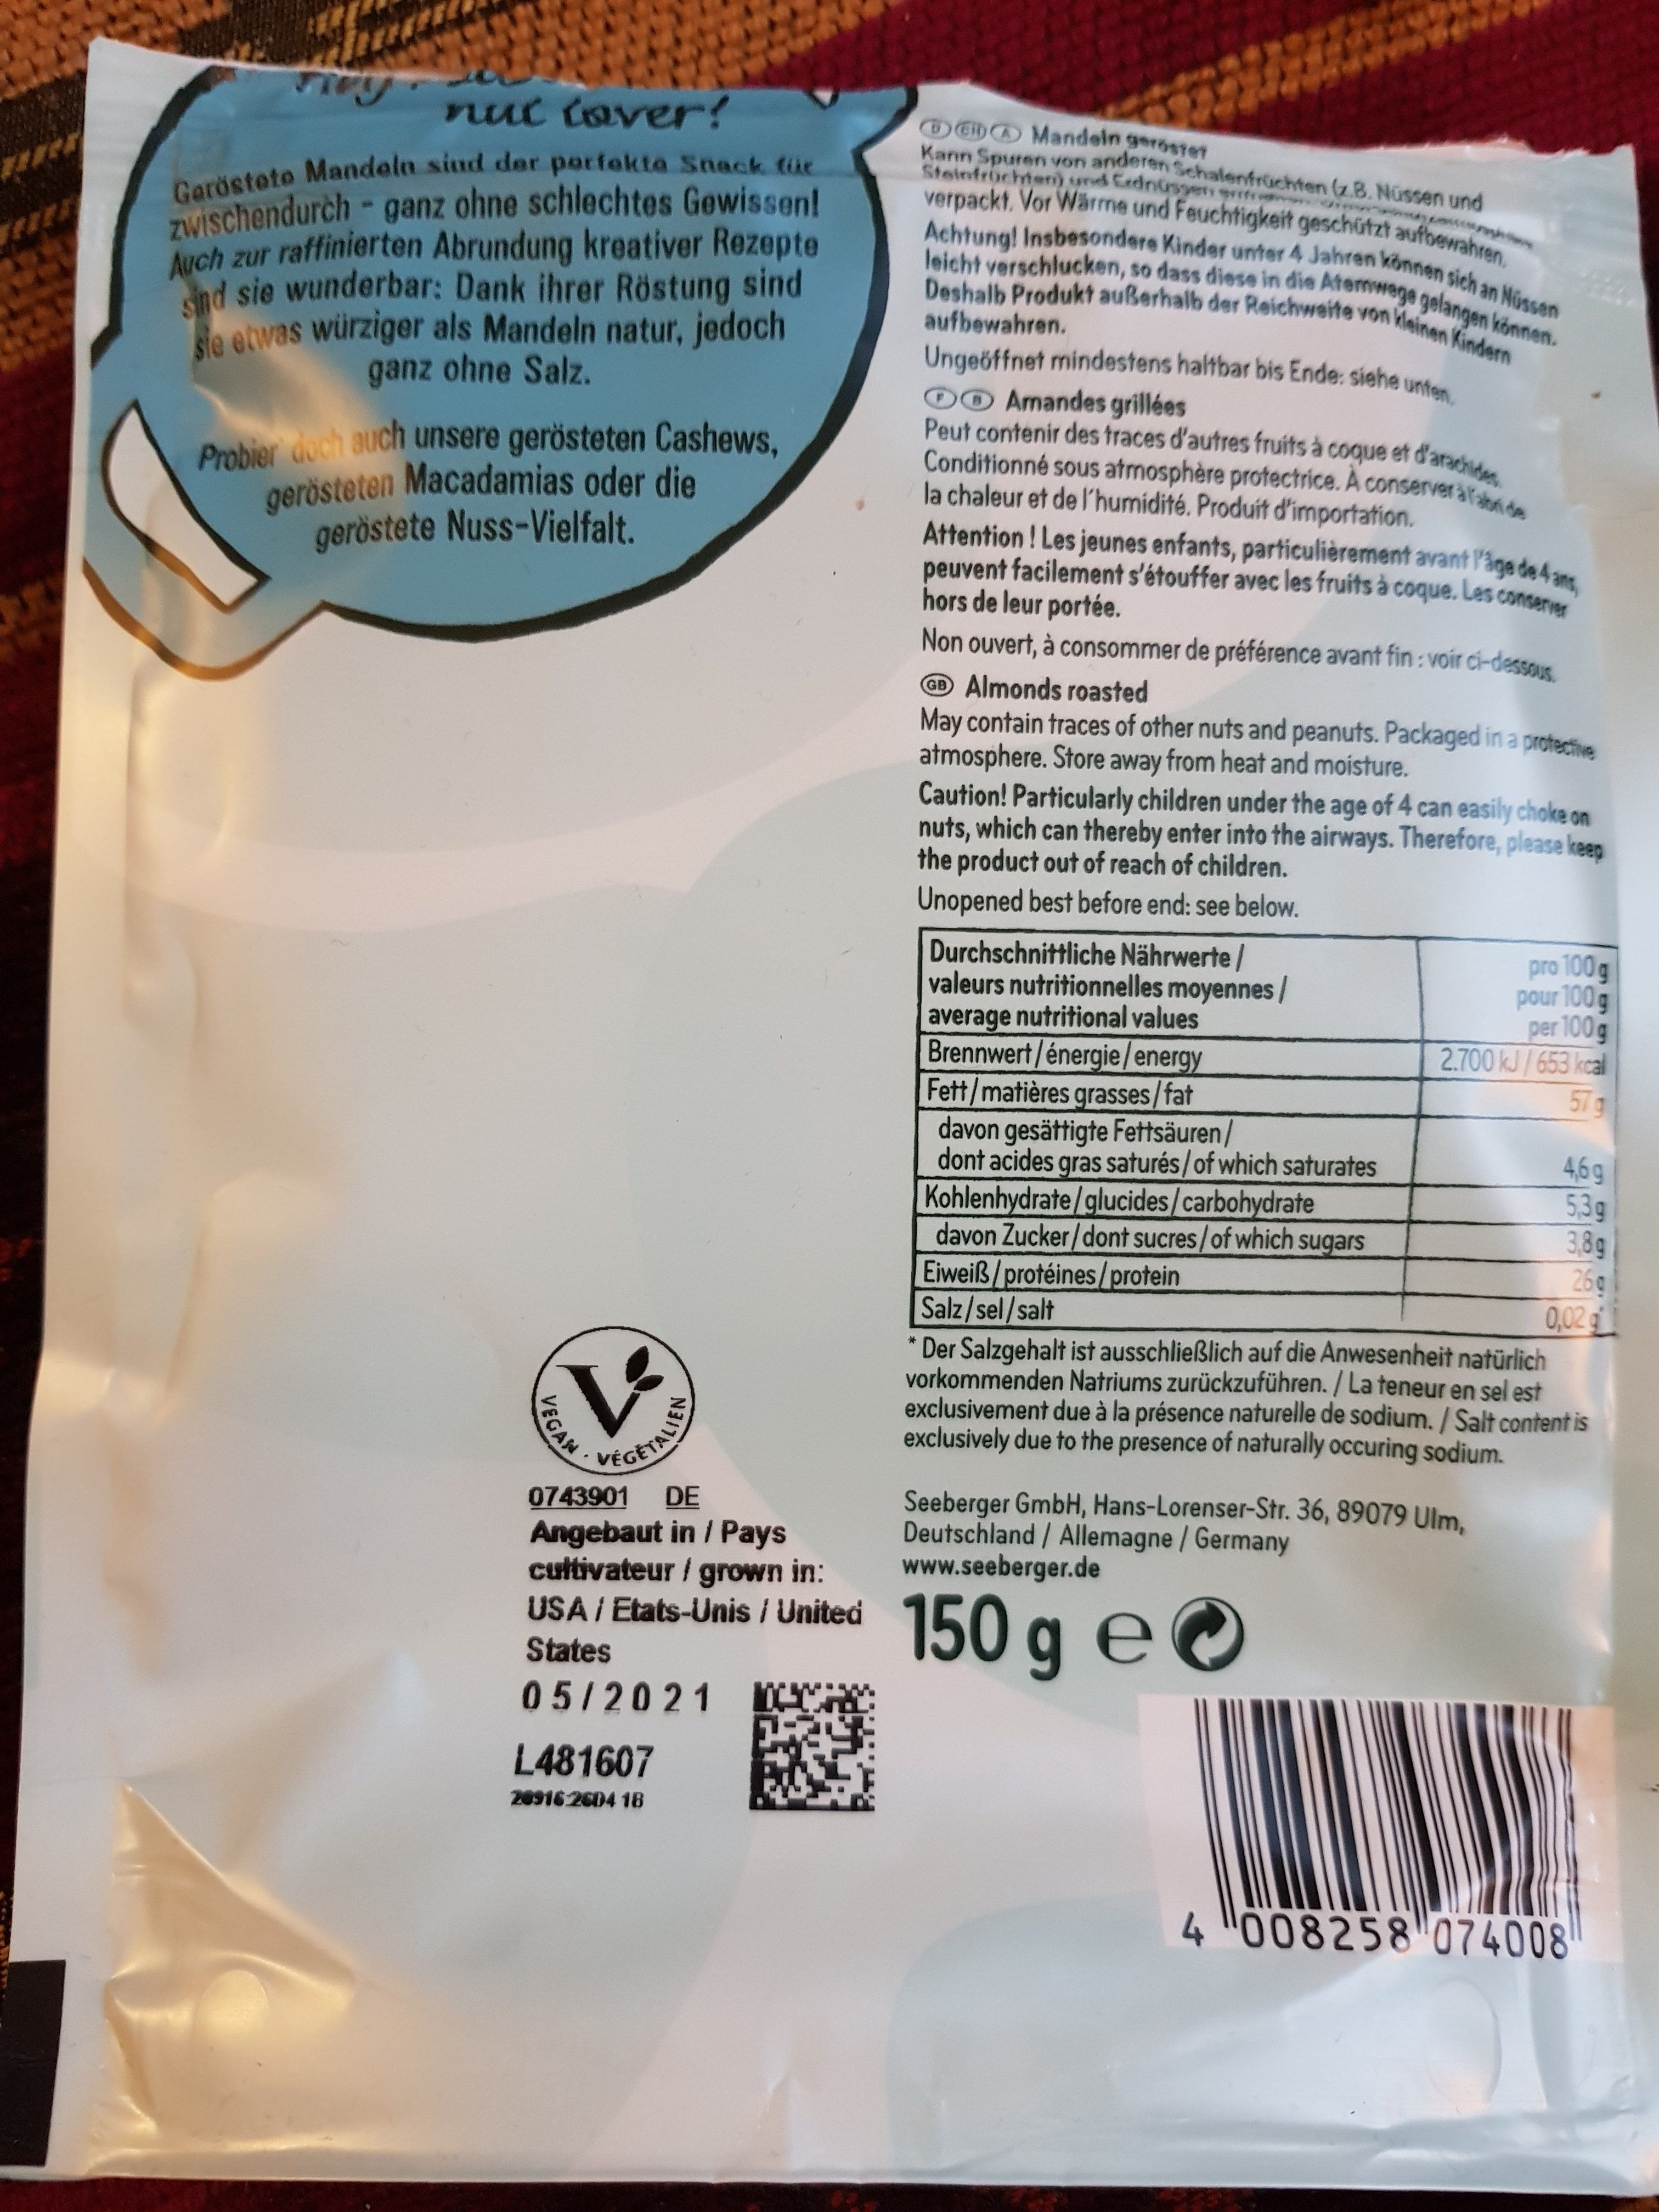 nut lover!
Geröstete Mandeln sind der perfekte Snack für
zwischendurch - ganz ohne schlechtes Gewissen!
Auch zur raffinierten Abrundung kreativer Rezepte
sind sie wunderbar: Dank ihrer Röstung sind
sie etwas würziger als Mandeln natur, jedoch
ganz ohne Salz.
Probier' doch auch unsere gerösteten Cashews,
gerösteten Macadamias oder die
geröstete Nuss-Vielfalt.
D CH A Mandeln geröstet
Kann Spuren von anderen Schalenfrüchten (z.B. Nüssen und
Steinfrüchten) und Erdnüssen
verpackt. Vor Wärme und Feuchtigkeit geschützt aufbewahren.
Achtung! Insbesondere Kinder unter 4 Jahren können sich an Nüssen
leicht verschlucken, so dass diese in die Atemwege gelangen können.
Deshalb Produkt außerhalb der Reichweite von kleinen Kindern
aufbewahren.
Ungeöffnet mindestens haltbar bis Ende: siehe unten.
F B Amandes grillées
Peut contenir des traces d'autres fruits à coque et d'arachides.
Conditionné sous atmosphère protectrice. À conserver à l'abri de
la chaleur et de l'humidité. Produit d'importation.
Attention ! Les jeunes enfants, particulièrement avant l'âge de 4 ans,
peuvent facilement s'étouffer avec les fruits à coque. Les conserver
hors de leur portée.
Non ouvert, à consommer de préférence avant fin : voir ci-dessous.
GB Almonds roasted
May contain traces of other nuts and peanuts. Packaged in a protective
atmosphere. Store away from heat and moisture.
Caution! Particularly children under the age of 4 can easily choke on
nuts, which can thereby enter into the airways. Therefore, please keep
the product out of reach of children.
Unopened best before end: see below.
Durchschnittliche Nährwerte / pro 100 g
valeurs nutritionnelles moyennes / pour 100 g
average nutritional values per 100 g
Brennwert/énergie/energy 2.700 kJ / 653 kcal
Fett/matières grasses/fat 57 g
davon gesättigte Fettsäuren/
dont acides gras saturés/of which saturates 4,6 g
Kohlenhydrate/glucides/carbohydrate 5,3 g
davon Zucker/dont sucres/of which sugars 3,8 g
Eiweiß/protéines/protein 26 g
Salz/sel/salt 0,02 g*
* Der Salzgehalt ist ausschließlich auf die Anwesenheit natürlich
vorkommenden Natriums zurückzuführen. / La teneur en sel est
exclusivement due à la présence naturelle de sodium. / Salt content is
exclusively due to the presence of naturally occuring sodium.
Seeberger GmbH, Hans-Lorenser-Str. 36, 89079 Ulm,
Deutschland / Allemagne / Germany
www.seeberger.de
150 g e
VEGAN · VÉGÉTALIEN
0743901 DE
Angebaut in / Pays
cultivateur / grown in:
USA / Etats-Unis / United
States
05/2021
L481607
4 008258 074008